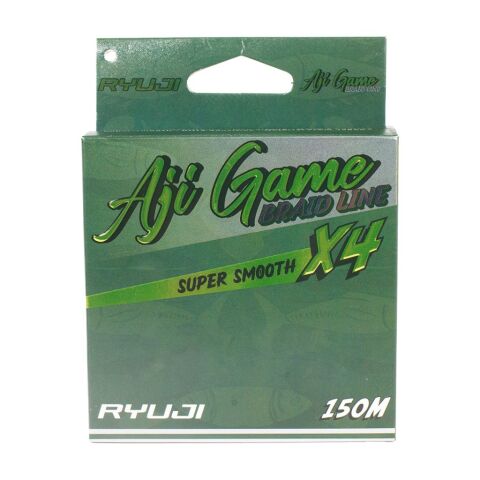 RYUJI
Aji Game
BRAID LINE
Aji Game
BRAID LINE
SUPER SMOOTH X4
RYUJI 150M